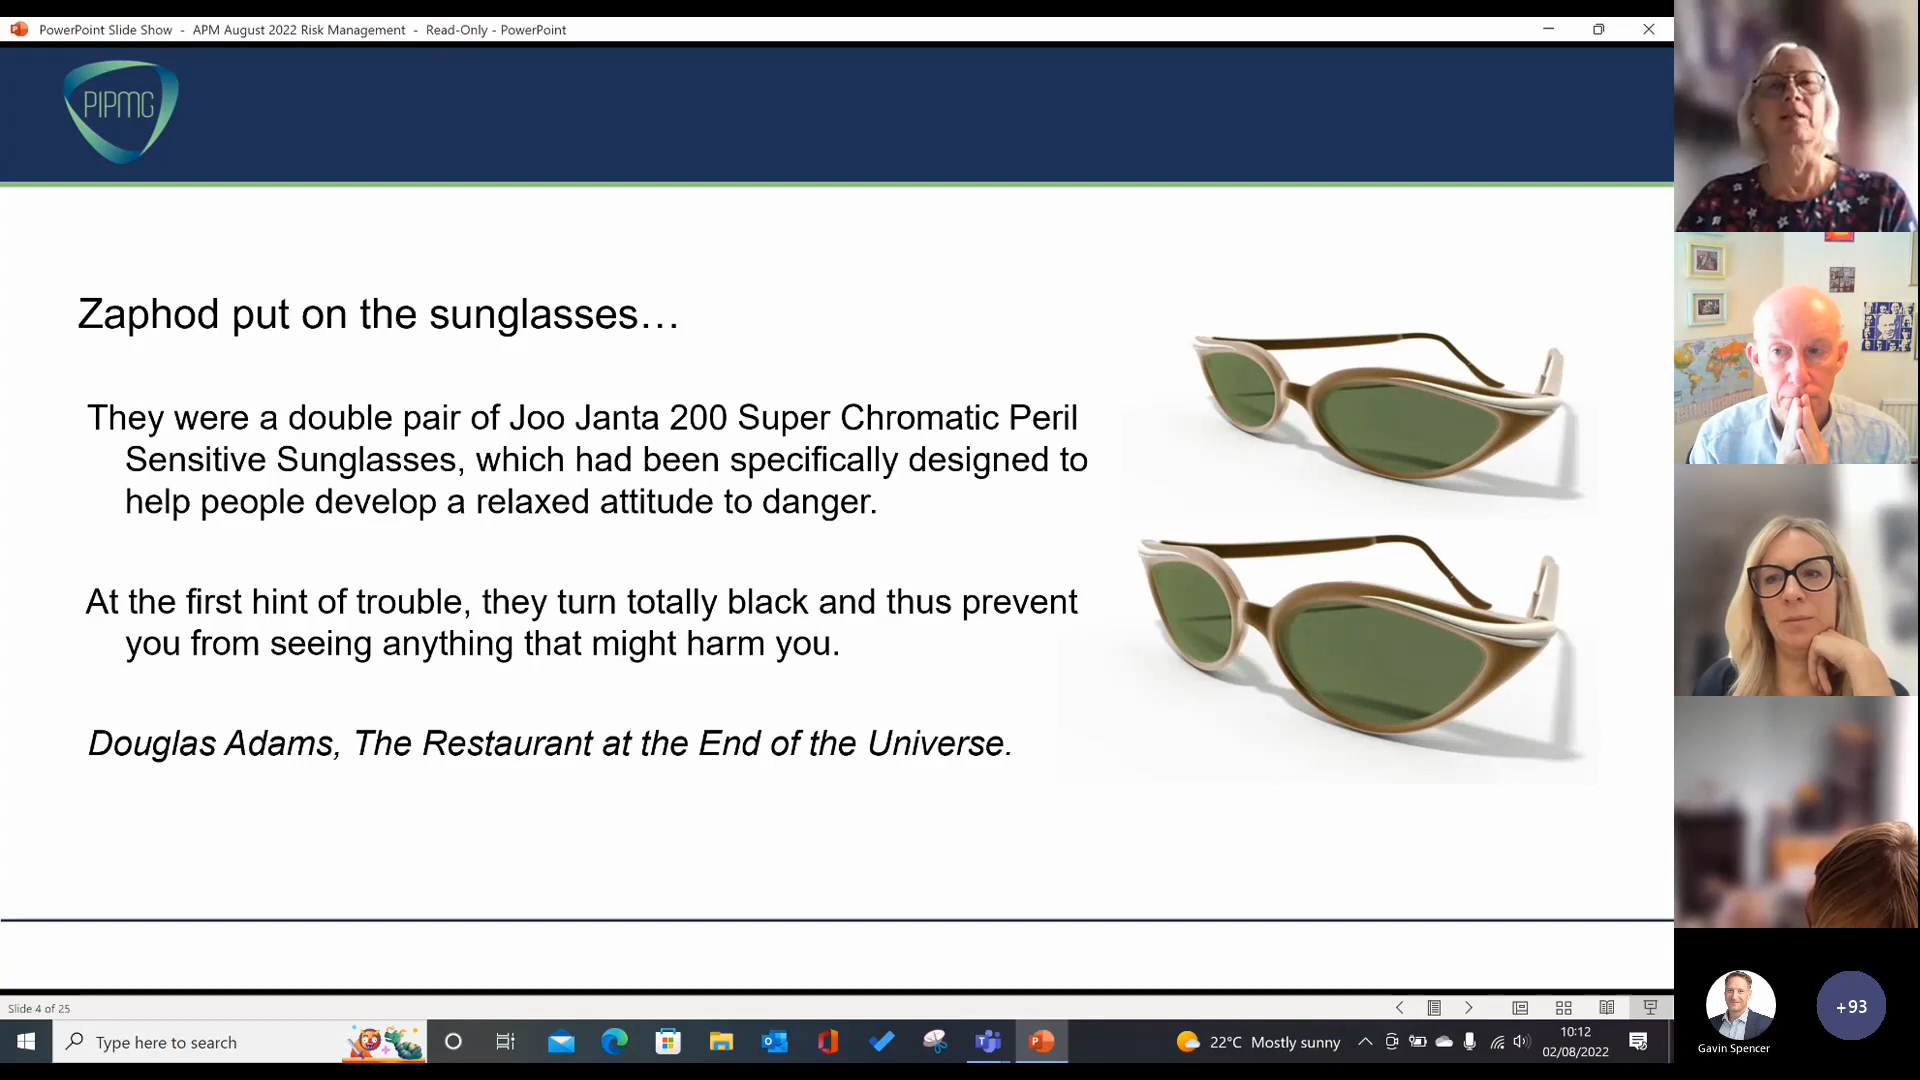 PowerPoint Slide Show - APM August 2022 Risk Management - Read-Only - PowerPoint
PIPMG
Zaphod put on the sunglasses…
They were a double pair of Joo Janta 200 Super Chromatic Peril
Sensitive Sunglasses, which had been specifically designed to
help people develop a relaxed attitude to danger.
At the first hint of trouble, they turn totally black and thus prevent
you from seeing anything that might harm you.
Douglas Adams, The Restaurant at the End of the Universe.
Slide 4 of 25
Type here to search
22°C Mostly sunny
10:12
02/08/2022
Gavin Spencer
+93